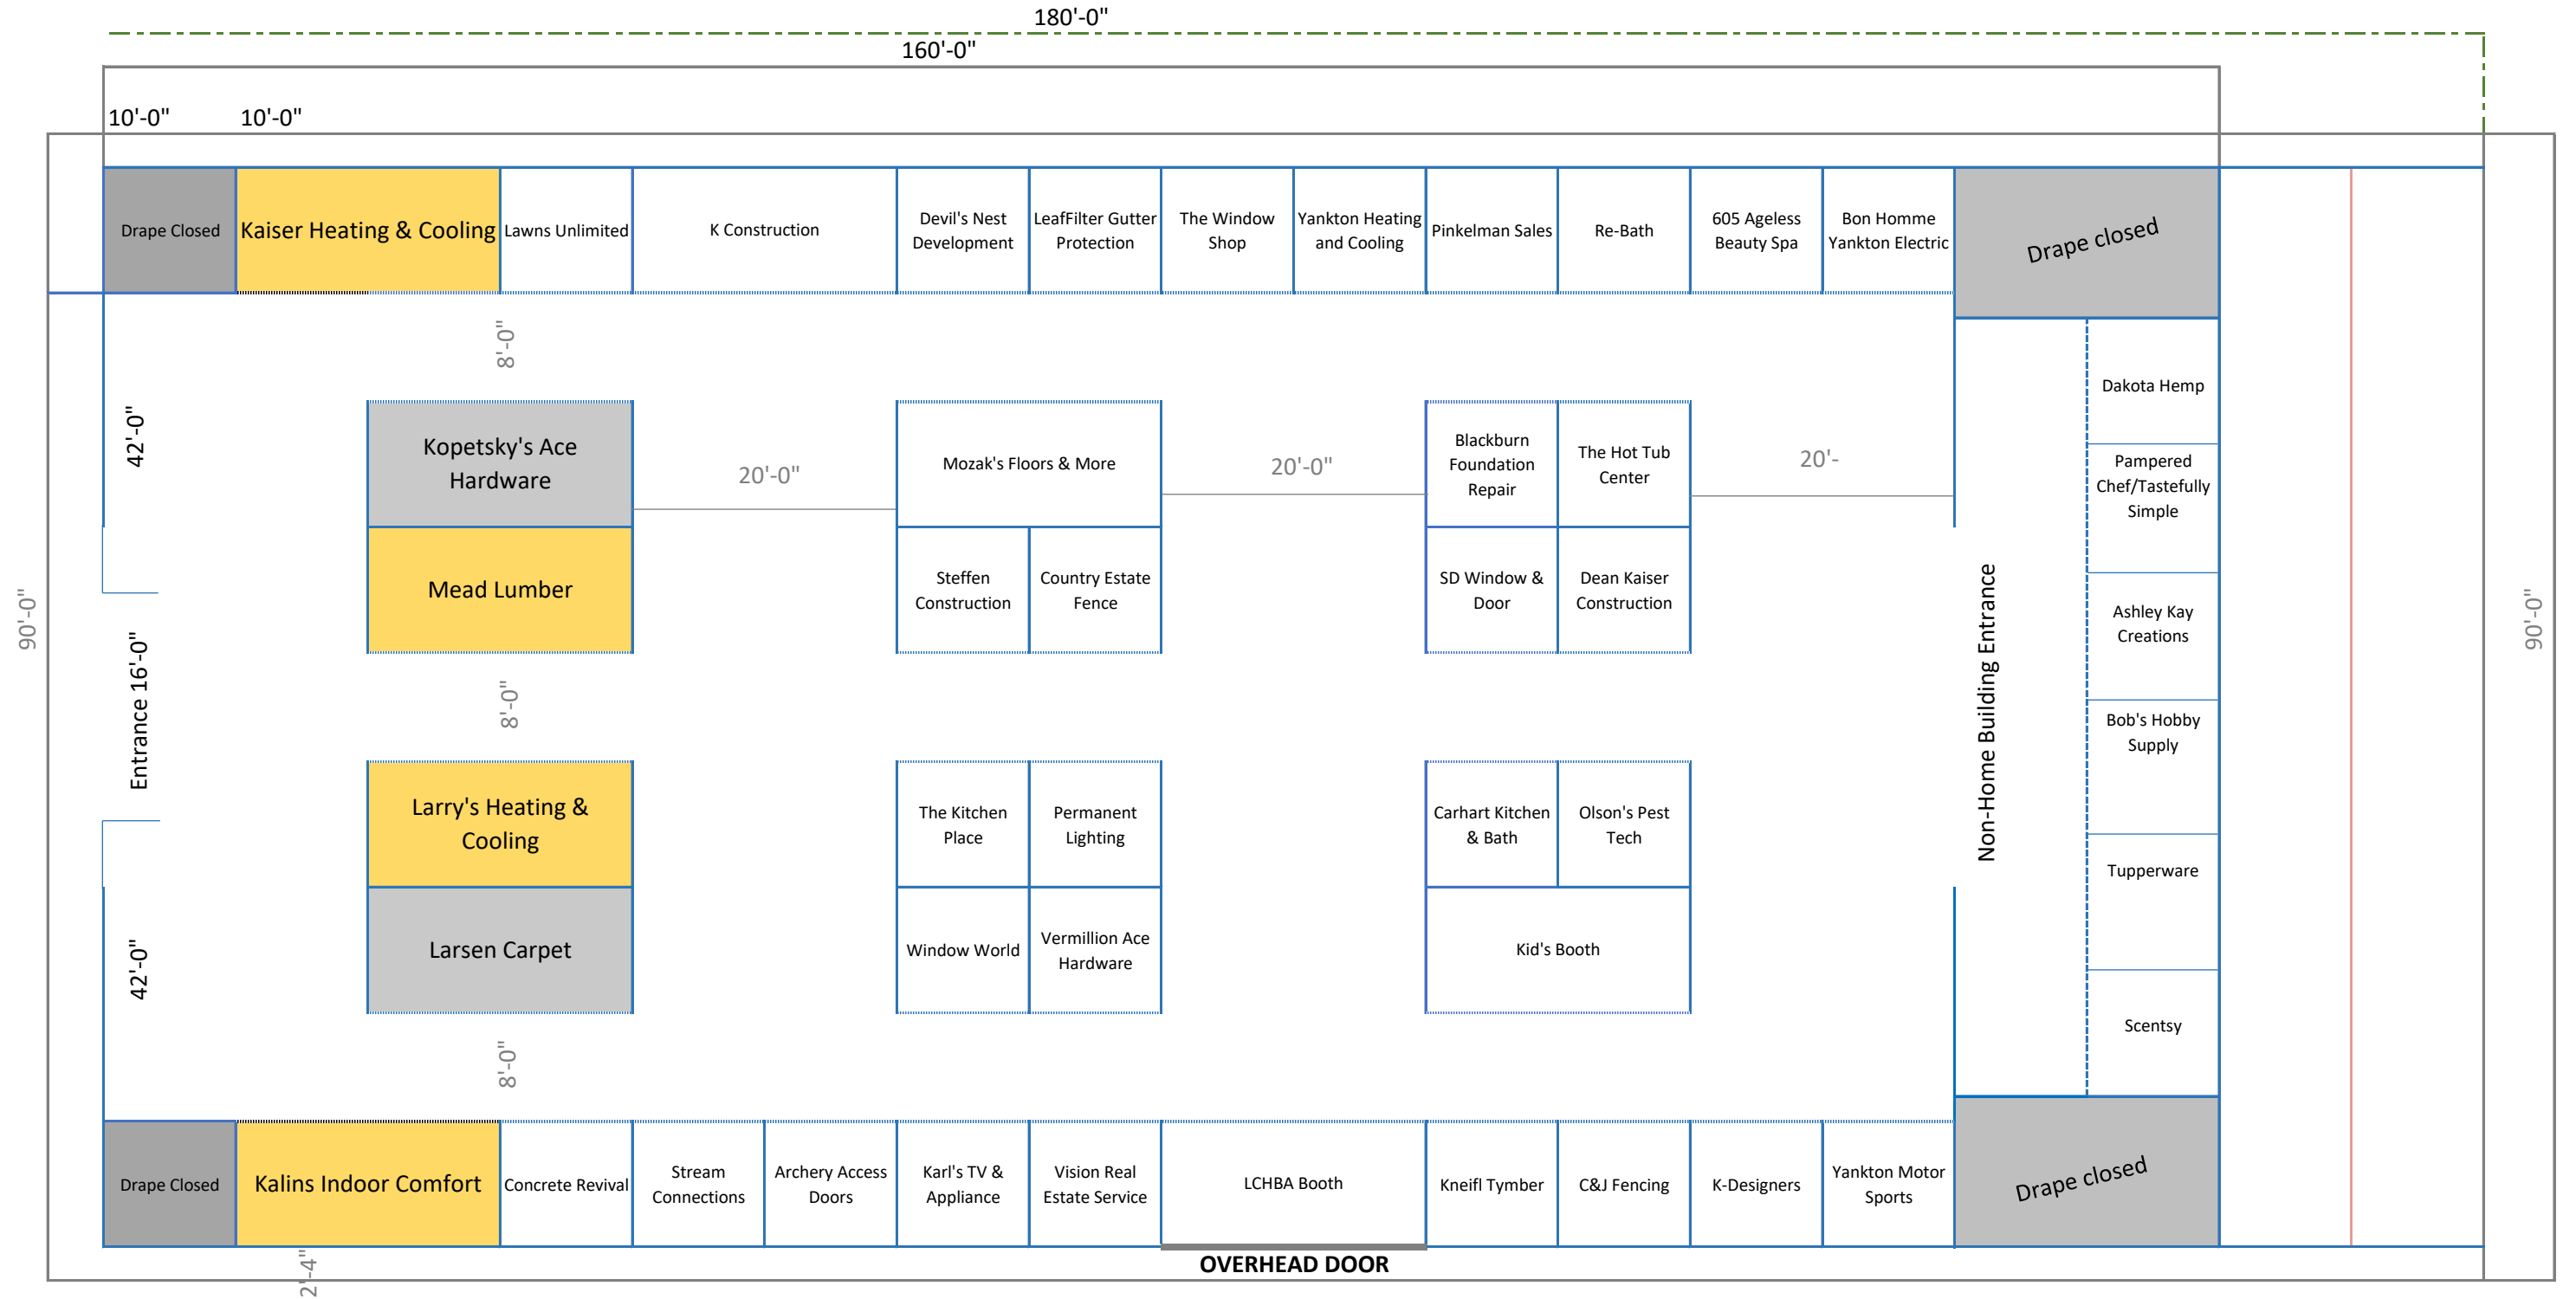 180'-0"
160'-0"
10'-0"
10'-0"
Drape Closed
Kaiser Heating & Cooling
Lawns Unlimited
K Construction
Devil's Nest
Development
LeafFilter Gutter
Protection
The Window
Shop
Yankton Heating
and Cooling
Pinkelman Sales
Re-Bath
605 Ageless
Beauty Spa
Bon Homme
Yankton Electric
Drape closed
8'-0"
42'-0"
Kopetsky's Ace
Hardware
20'-0"
Mozak's Floors & More
20'-0"
Blackburn
Foundation
Repair
The Hot Tub
Center
20'-
Dakota Hemp
Pampered
Chef/Tastefully
Simple
90'-0"
Mead Lumber
Steffen
Construction
Country Estate
Fence
SD Window &
Door
Dean Kaiser
Construction
Ashley Kay
Creations
90'-0"
Entrance 16'-0"
8'-0"
Non-Home Building Entrance
Bob's Hobby
Supply
Larry's Heating &
Cooling
The Kitchen
Place
Permanent
Lighting
Carhart Kitchen
& Bath
Olson's Pest
Tech
Tupperware
42'-0"
Larsen Carpet
Window World
Vermillion Ace
Hardware
Kid's Booth
Scentsy
8'-0"
Drape Closed
Kalins Indoor Comfort
Concrete Revival
Stream
Connections
Archery Access
Doors
Karl's TV &
Appliance
Vision Real
Estate Service
LCHBA Booth
Kneifl Tymber
C&J Fencing
K-Designers
Yankton Motor
Sports
Drape closed
2'-4"
OVERHEAD DOOR